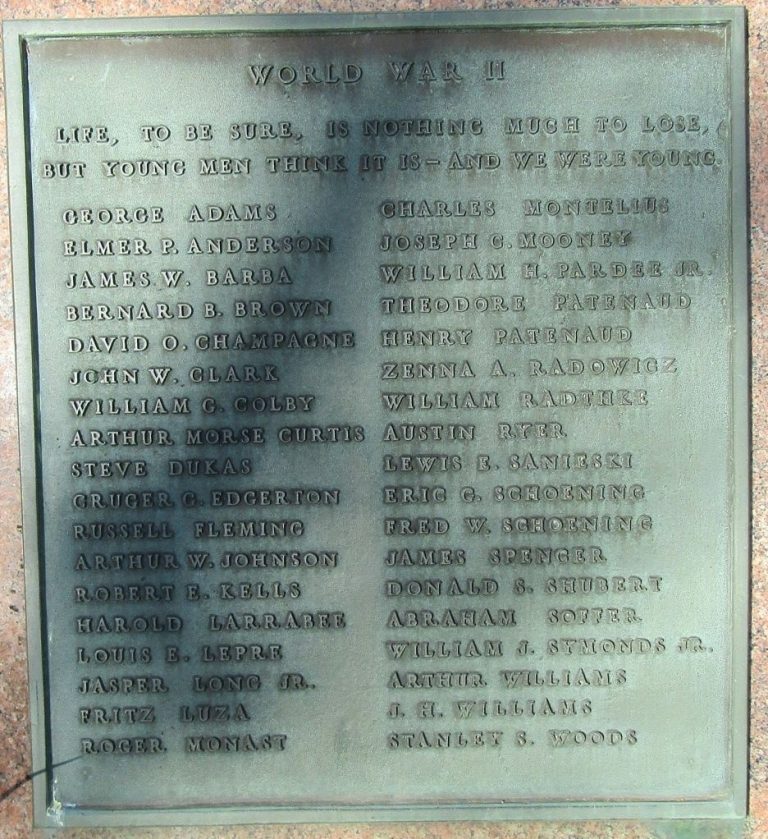 WORLD WAR II
LIFE, TO BE SURE, IS NOTHING MUCH TO LOSE,
BUT YOUNG MEN THINK IT IS – AND WE WERE YOUNG.
GEORGE ADAMS
ELMER P. ANDERSON
JAMES W. BARBA
BERNARD B. BROWN
DAVID O. CHAMPAGNE
JOHN W. CLARK
WILLIAM G. COLBY
ARTHUR MORSE CURTIS
STEVE DUKAS
CRUGER G. EDGERTON
RUSSELL FLEMING
ARTHUR W. JOHNSON
ROBERT E. KELLS
HAROLD LARRABEE
LOUIS E. LEPRE
JASPER LONG JR.
FRITZ LUZA
ROGER MONAST
CHARLES MONTELIUS
JOSEPH C. MOONEY
WILLIAM H. PARDEE JR.
THEODORE PATENAUD
HENRY PATENAUD
ZENNA A. RADOWICZ
WILLIAM RADTHKE
AUSTIN RYER
LEWIS E. SANIESKI
ERIC G. SCHOENING
FRED W. SCHOENING
JAMES SPENCER
DONALD S. SHUBERT
ABRAHAM SOFFER
WILLIAM J. SYMONDS JR.
ARTHUR WILLIAMS
J. H. WILLIAMS
STANLEY S. WOODS